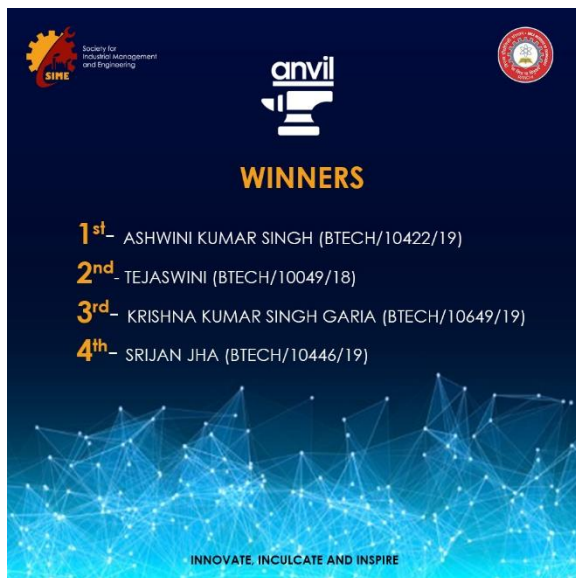 SIME
Society for
Industrial Management
and Engineering
anvil
WINNERS
1st- ASHWINI KUMAR SINGH (BTECH/10422/19)
2nd- TEJASWINI (BTECH/10049/18)
3rd- KRISHNA KUMAR SINGH GARIA (BTECH/10649/19)
4th- SRIJAN JHA (BTECH/10446/19)
INNOVATE, INCULCATE AND INSPIRE